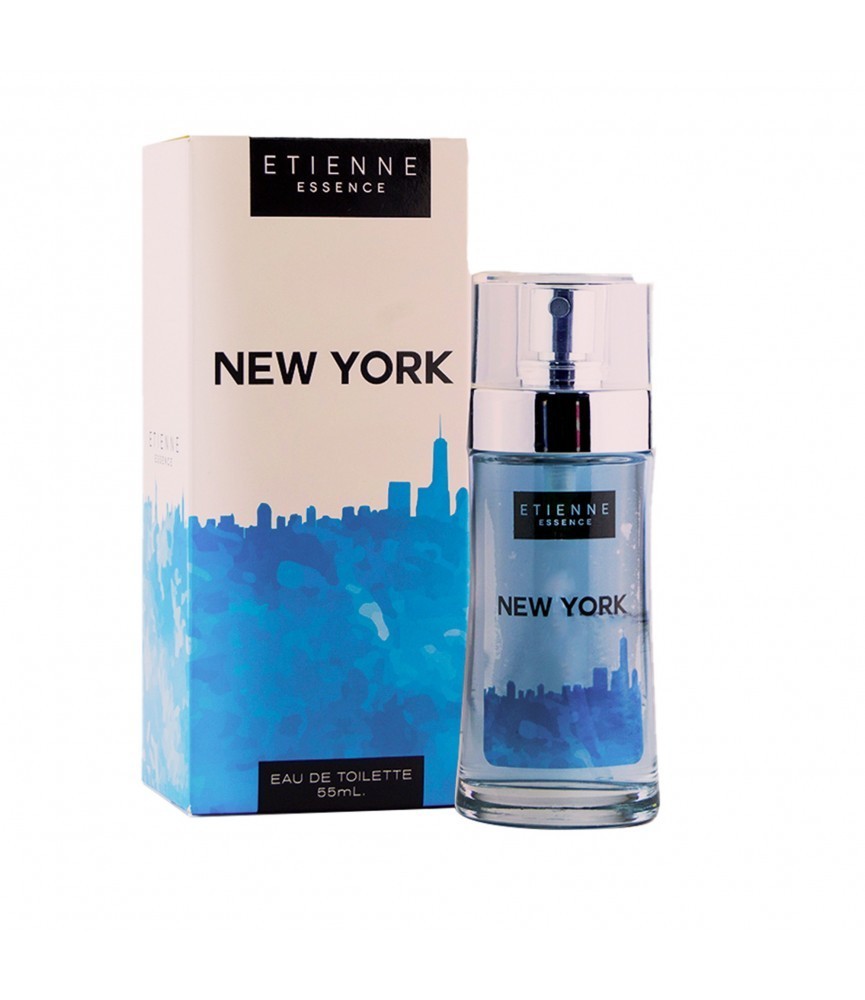 ETIENNE
ESSENCE
NEW YORK
ETIENNE
ESSENCE
EAU DE TOILETTE
55mL.
ETIENNE
ESSENCE
NEW YORK